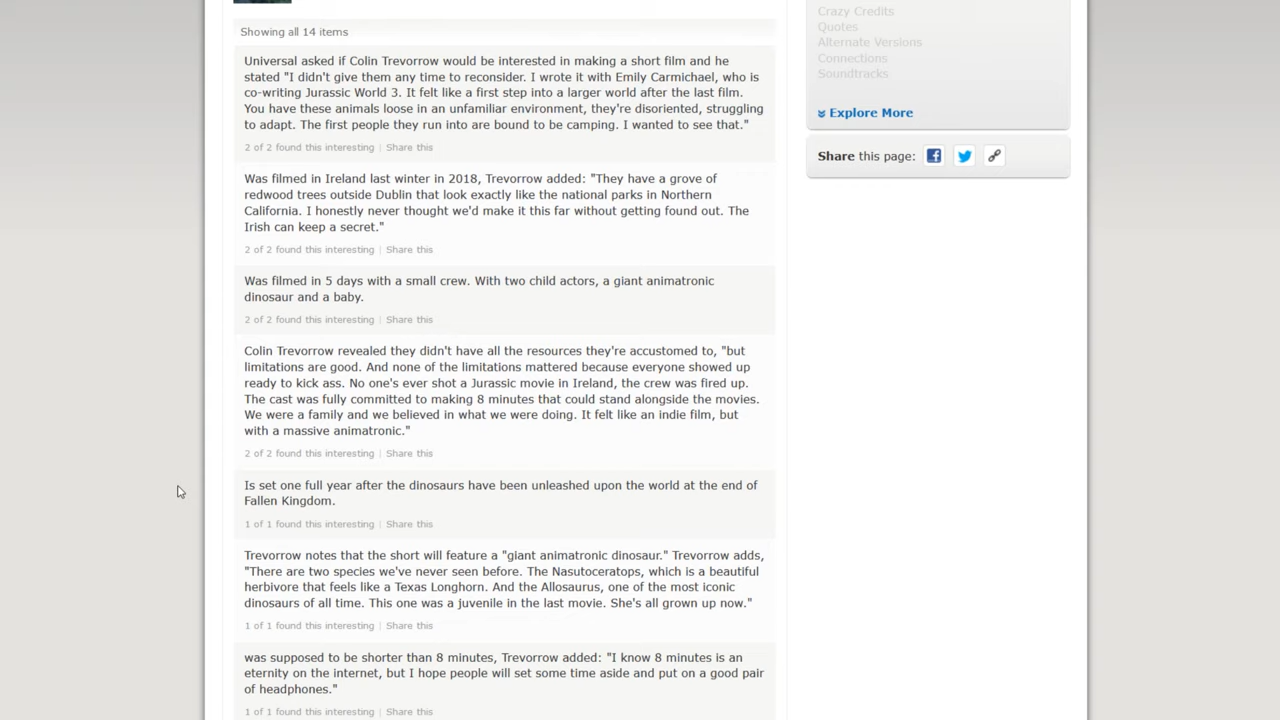 Showing all 14 items
Universal asked if Colin Trevorrow would be interested in making a short film and he
stated "I didn't give them any time to reconsider. I wrote it with Emily Carmichael, who is
co-writing Jurassic World 3. It felt like a first step into a larger world after the last film.
You have these animals loose in an unfamiliar environment, they're disoriented, struggling
to adapt. The first people they run into are bound to be camping. I wanted to see that."
2 of 2 found this interesting | Share this
Was filmed in Ireland last winter in 2018, Trevorrow added: "They have a grove of
redwood trees outside Dublin that look exactly like the national parks in Northern
California. I honestly never thought we'd make it this far without getting found out. The
Irish can keep a secret."
2 of 2 found this interesting | Share this
Was filmed in 5 days with a small crew. With two child actors, a giant animatronic
dinosaur and a baby.
2 of 2 found this interesting | Share this
Colin Trevorrow revealed they didn't have all the resources they're accustomed to, "but
limitations are good. And none of the limitations mattered because everyone showed up
ready to kick ass. No one's ever shot a Jurassic movie in Ireland, the crew was fired up.
The cast was fully committed to making 8 minutes that could stand alongside the movies.
We were a family and we believed in what we were doing. It felt like an indie film, but
with a massive animatronic."
2 of 2 found this interesting | Share this
Is set one full year after the dinosaurs have been unleashed upon the world at the end of
Fallen Kingdom.
1 of 1 found this interesting | Share this
Trevorrow notes that the short will feature a "giant animatronic dinosaur." Trevorrow adds,
"There are two species we've never seen before. The Nasutoceratops, which is a beautiful
herbivore that feels like a Texas Longhorn. And the Allosaurus, one of the most iconic
dinosaurs of all time. This one was a juvenile in the last movie. She's all grown up now."
1 of 1 found this interesting | Share this
was supposed to be shorter than 8 minutes, Trevorrow added: "I know 8 minutes is an
eternity on the internet, but I hope people will set some time aside and put on a good pair
of headphones."
1 of 1 found this interesting | Share this
Crazy Credits
Quotes
Alternate Versions
Connections
Soundtracks
Explore More
Share this page: